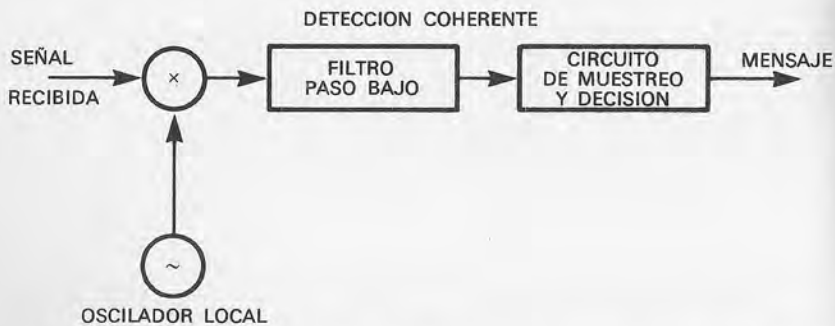 DETECCION COHERENTE
SEÑAL
RECIBIDA
×
FILTRO
PASO BAJO
CIRCUITO
DE MUESTREO
Y DECISION
MENSAJE
~
OSCILADOR LOCAL